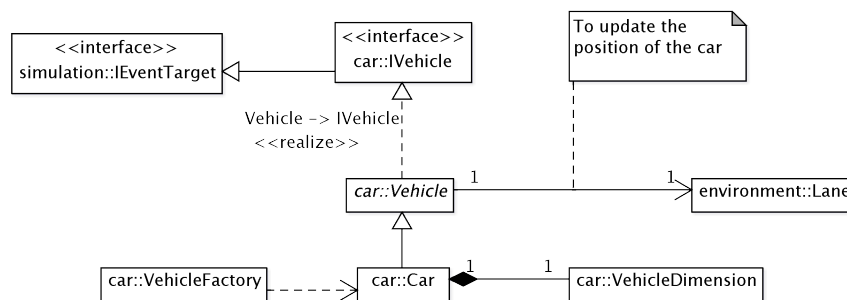 <<interface>>
simulation::IEventTarget
<<interface>>
car::IVehicle
To update the
position of the car
Vehicle -> IVehicle
<<realize>>
car::Vehicle
1
1
environment::Lane
car::VehicleFactory
car::Car
1
1
car::VehicleDimension